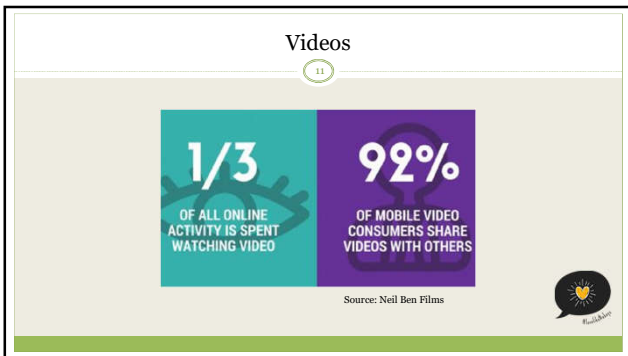 Videos
11
1/3
OF ALL ONLINE
ACTIVITY IS SPENT
WATCHING VIDEO
92%
OF MOBILE VIDEO
CONSUMERS SHARE
VIDEOS WITH OTHERS
Source: Neil Ben Films